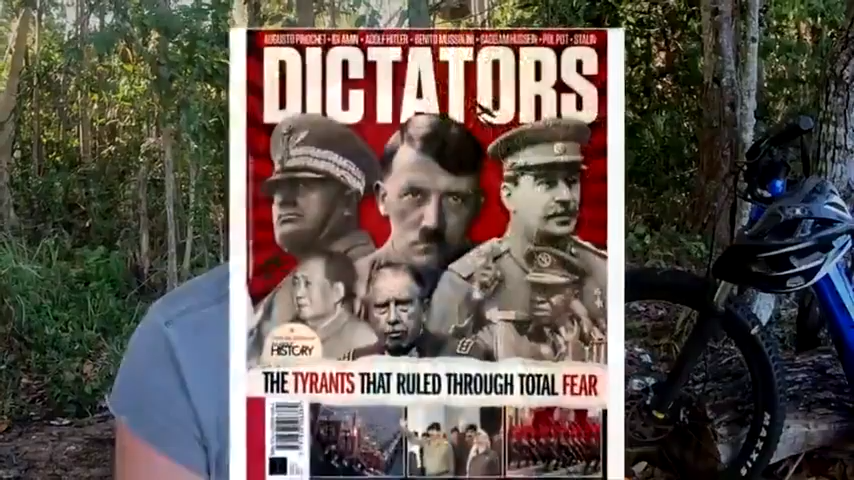 AUGUSTO PINOCHET • IDI AMIN • ADOLF HITLER • BENITO MUSSOLINI • SADDAM HUSSEIN • POL POT • STALIN
DICTATORS
HISTORY
THE TYRANTS THAT RULED THROUGH TOTAL FEAR
MAXXIS